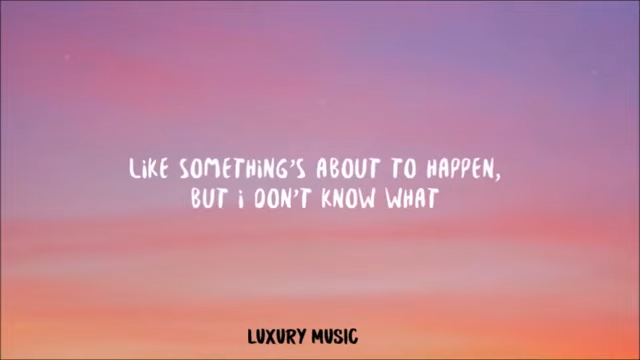 LIKE SOMETHING'S ABOUT TO HAPPEN,
BUT I DON'T KNOW WHAT
LUXURY MUSIC